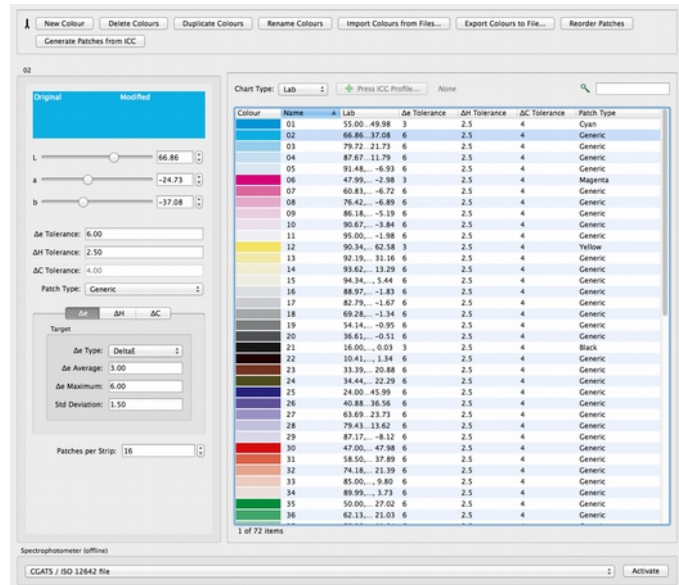 New Colour Delete Colours Duplicate Colours Rename Colours Import Colours from Files... Export Colours to File... Reorder Patches
Generate Patches from ICC
02
Original Modified
L 66.86
a -24.73
b -37.08
Δe Tolerance: 6.00
ΔH Tolerance: 2.50
ΔC Tolerance: 4.00
Patch Type: Generic
Δe ΔH ΔC
Target
Δe Type: DeltaE
Δe Average: 3.00
Δe Maximum: 6.00
Std Deviation: 1.50
Patches per Strip: 16
Chart Type: Lab Press ICC Profile... None
Colour Name Lab Δe Tolerance ΔH Tolerance ΔC Tolerance Patch Type
01 55.00...49.98 3 2.5 4 Cyan
02 66.86...37.08 6 2.5 4 Generic
03 79.72...21.73 6 2.5 4 Generic
04 87.67...11.79 6 2.5 4 Generic
05 91.48,... -6.93 6 2.5 4 Generic
06 47.99,... -2.98 3 2.5 4 Magenta
07 60.83,... -6.72 6 2.5 4 Generic
08 76.42,... -6.89 6 2.5 4 Generic
09 86.18,... -5.19 6 2.5 4 Generic
10 90.67,... -3.84 6 2.5 4 Generic
11 95.00,... -1.98 6 2.5 4 Generic
12 90.34,... 62.58 3 2.5 4 Yellow
13 92.19,... 31.16 6 2.5 4 Generic
14 93.62,... 13.29 6 2.5 4 Generic
15 94.34,..., 5.44 6 2.5 4 Generic
16 88.97,... -1.83 6 2.5 4 Generic
17 82.79,... -1.67 6 2.5 4 Generic
18 69.28,... -1.34 6 2.5 4 Generic
19 54.14,... -0.95 6 2.5 4 Generic
20 36.61,... -0.51 6 2.5 4 Generic
21 16.00,..., 0.03 3 2.5 4 Black
22 10.41,..., 1.34 6 2.5 4 Generic
23 33.39,... 20.88 6 2.5 4 Generic
24 34.44,... 22.29 6 2.5 4 Generic
25 24.00...45.99 6 2.5 4 Generic
26 40.88...36.56 6 2.5 4 Generic
27 63.69...23.73 6 2.5 4 Generic
28 79.43...13.62 6 2.5 4 Generic
29 87.17,... -8.12 6 2.5 4 Generic
30 47.00,... 47.98 6 2.5 4 Generic
31 58.50,... 37.89 6 2.5 4 Generic
32 74.18,... 21.39 6 2.5 4 Generic
33 85.00,..., 9.80 6 2.5 4 Generic
34 89.99,..., 3.73 6 2.5 4 Generic
35 50.00,... 27.02 6 2.5 4 Generic
36 62.13,... 21.03 6 2.5 4 Generic
1 of 72 items
Spectrophotometer (offline)
CGATS / ISO 12642 file Activate